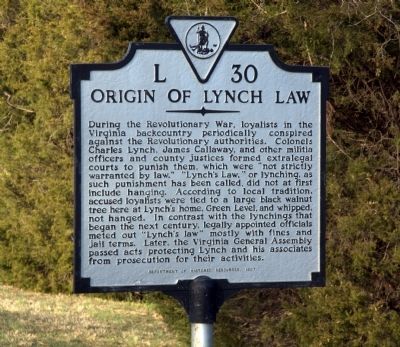 L 30
ORIGIN OF LYNCH LAW
During the Revolutionary War, loyalists in the
Virginia backcountry periodically conspired
against the Revolutionary authorities. Colonels
Charles Lynch, James Callaway, and other militia
officers and county justices formed extralegal
courts to punish them, which were "not strictly
warranted by law." "Lynch's Law," or lynching, as
such punishment has been called, did not at first
include hanging. According to local tradition,
accused loyalists were tied to a large black walnut
tree here at Lynch's home, Green Level, and whipped,
not hanged. In contrast with the lynchings that
began the next century, legally appointed officials
meted out "Lynch's law" mostly with fines and
jail terms. Later, the Virginia General Assembly
passed acts protecting Lynch and his associates
from prosecution for their activities.
DEPARTMENT OF HISTORIC RESOURCES,